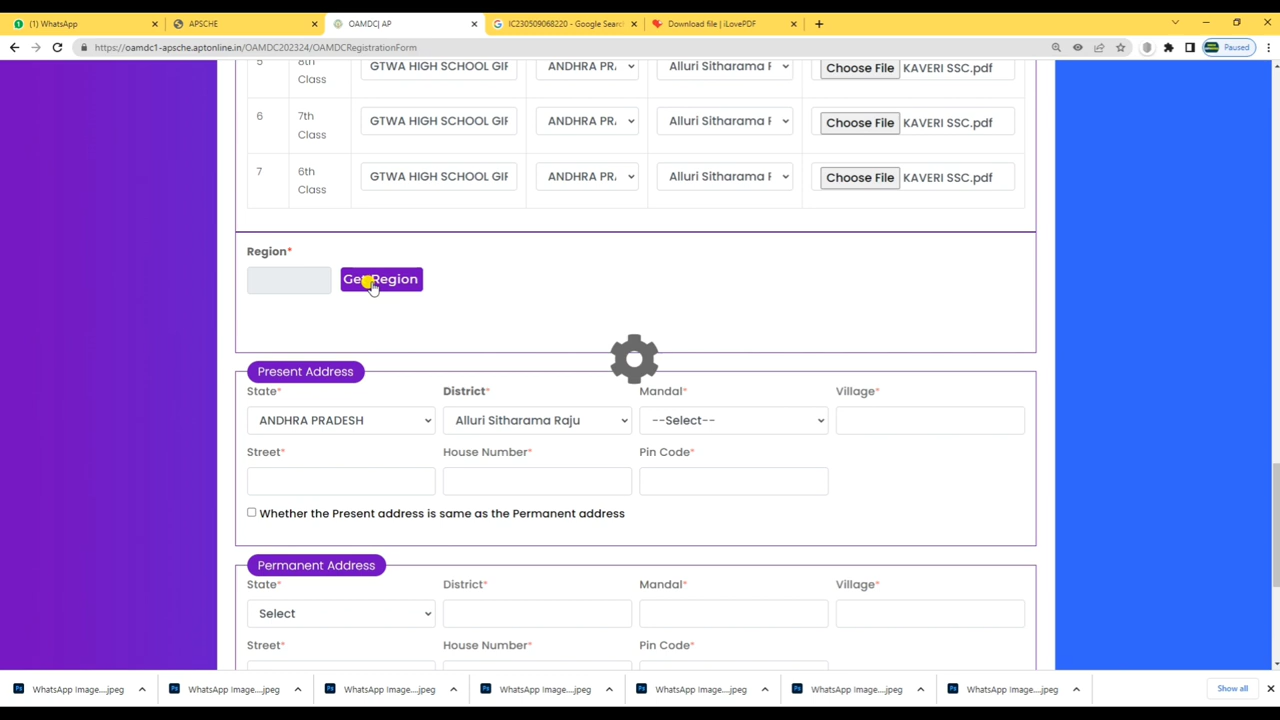 (1) WhatsApp
APSCHE
OAMDC| AP
IC230509068220 - Google Searc
Download file | iLovePDF
https://oamdc1-apsche.aptonline.in/OAMDC202324/OAMDCRegistrationForm
Paused
5 8th Class GTWA HIGH SCHOOL GIF ANDHRA PR Alluri Sitharama F Choose File KAVERI SSC.pdf
6 7th Class GTWA HIGH SCHOOL GIF ANDHRA PR Alluri Sitharama F Choose File KAVERI SSC.pdf
7 6th Class GTWA HIGH SCHOOL GIF ANDHRA PR Alluri Sitharama F Choose File KAVERI SSC.pdf
Region*
Get Region
Present Address
State* District* Mandal* Village*
ANDHRA PRADESH Alluri Sitharama Raju --Select--
Street* House Number* Pin Code*
Whether the Present address is same as the Permanent address
Permanent Address
State* District* Mandal* Village*
Select
Street* House Number* Pin Code*
WhatsApp Image....jpeg WhatsApp Image....jpeg WhatsApp Image....jpeg WhatsApp Image....jpeg WhatsApp Image....jpeg WhatsApp Image....jpeg WhatsApp Image....jpeg Show all